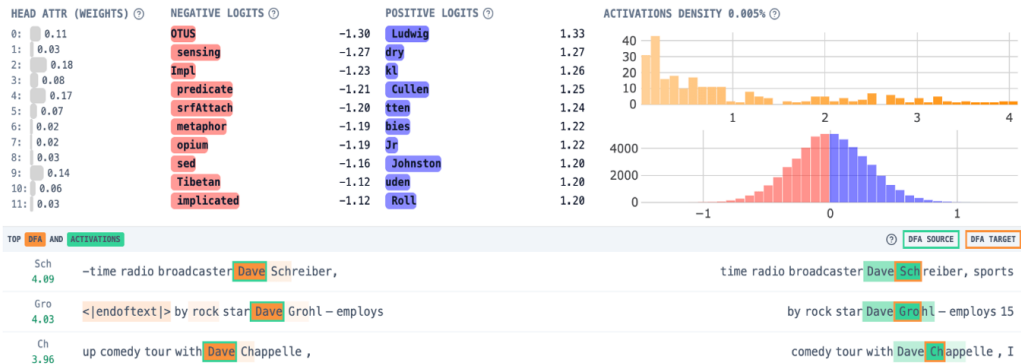 HEAD ATTR (WEIGHTS) ?
0: 0.11
1: 0.03
2: 0.18
3: 0.08
4: 0.17
5: 0.07
6: 0.02
7: 0.02
8: 0.03
9: 0.14
10: 0.06
11: 0.03
NEGATIVE LOGITS ?
OTUS -1.30
sensing -1.27
Impl -1.23
predicate -1.21
srfAttach -1.20
metaphor -1.19
opium -1.19
sed -1.16
Tibetan -1.12
implicated -1.12
POSITIVE LOGITS ?
Ludwig 1.33
dry 1.27
kl 1.26
Cullen 1.25
tten 1.24
bies 1.22
Jr 1.22
Johnston 1.20
uden 1.20
Roll 1.20
ACTIVATIONS DENSITY 0.005% ?
40
30
20
10
0
1 2 3 4
4000
2000
0
−1 0 1
TOP DFA AND ACTIVATIONS ? DFA SOURCE DFA TARGET
Sch
4.09
-time radio broadcaster Dave Schreiber,
time radio broadcaster Dave Schreiber, sports
Gro
4.03
<|endoftext|> by rock star Dave Grohl – employs
by rock star Dave Grohl – employs 15
Ch
3.96
up comedy tour with Dave Chappelle ,
comedy tour with Dave Chappelle , I